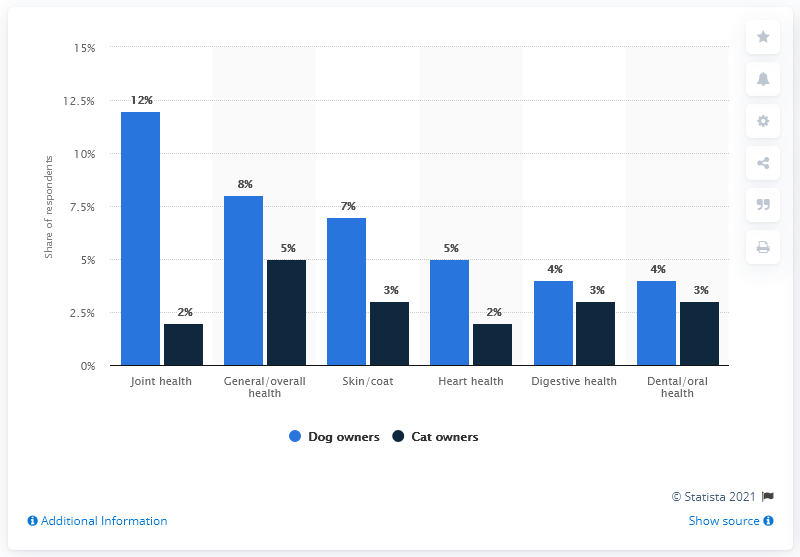 15%
12.5%
10%
7.5%
5%
2.5%
0%
Share of respondents
12%
2%
8%
5%
7%
3%
5%
2%
4%
3%
4%
3%
Joint health
General/overall
health
Skin/coat
Heart health
Digestive health
Dental/oral
health
Dog owners
Cat owners
© Statista 2021
Additional Information
Show source